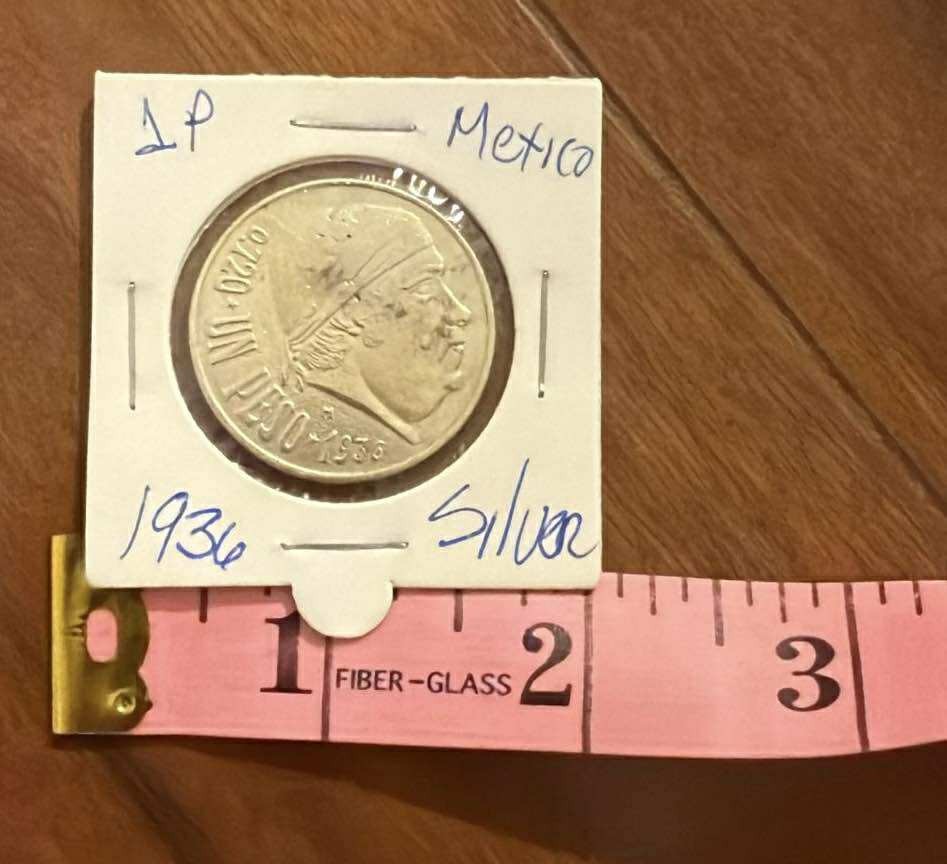 1P Mexico
0.720 · UN PESO 1936
1936 Silver
1 FIBER-GLASS 2 3